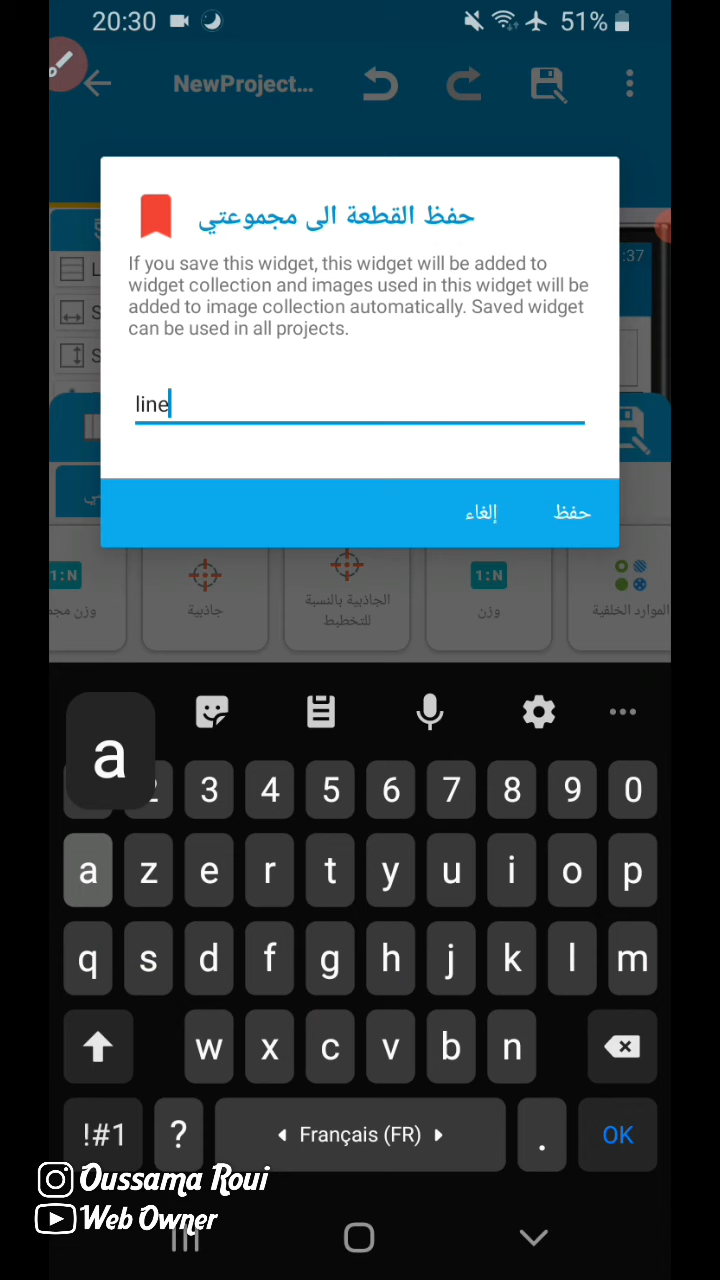 20:30
51%
NewProject...
:37
حفظ القطعة الى مجموعتي
If you save this widget, this widget will be added to
widget collection and images used in this widget will be
added to image collection automatically. Saved widget
can be used in all projects.
line
إلغاء
حفظ
1:N
1:N
جاذبية
الجاذبية بالنسبة
للتخطيط
وزن
الموارد الخلفية
a
3 4 5 6 7 8 9 0
a z e r t y u i o p
q s d f g h j k l m
w x c v b n
!#1 ? Français (FR) . OK
Oussama Roui
Web Owner